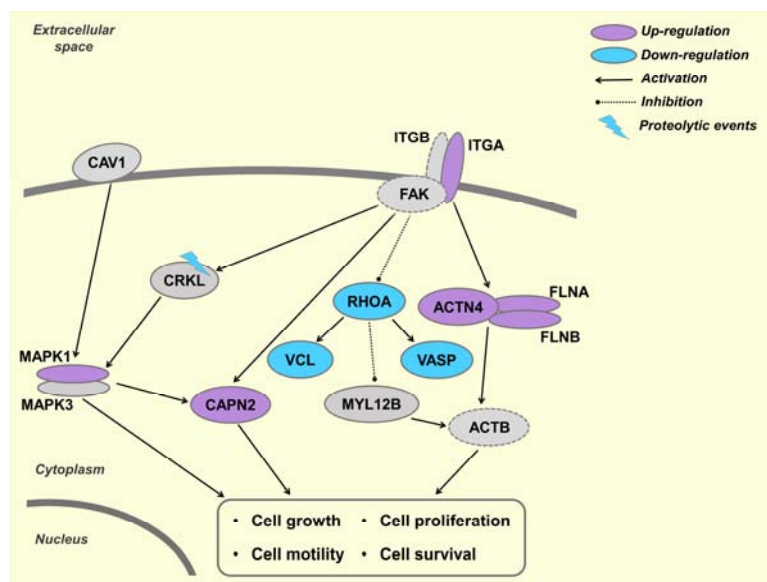 Extracellular
space
Up-regulation
Down-regulation
Activation
Inhibition
Proteolytic events
ITGB
ITGA
CAV1
FAK
CRKL
RHOA
ACTN4
FLNA
FLNB
VCL
VASP
MAPK1
MAPK3
CAPN2
MYL12B
ACTB
Cytoplasm
Nucleus
• Cell growth • Cell proliferation
• Cell motility • Cell survival